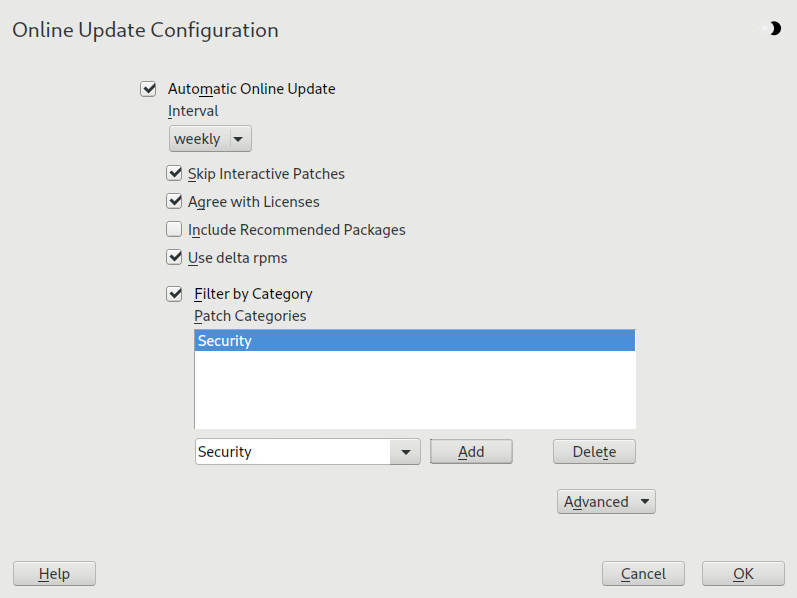 Online Update Configuration
Automatic Online Update
Interval
weekly
Skip Interactive Patches
Agree with Licenses
Include Recommended Packages
Use delta rpms
Filter by Category
Patch Categories
Security
Security Add Delete
Advanced
Help Cancel OK